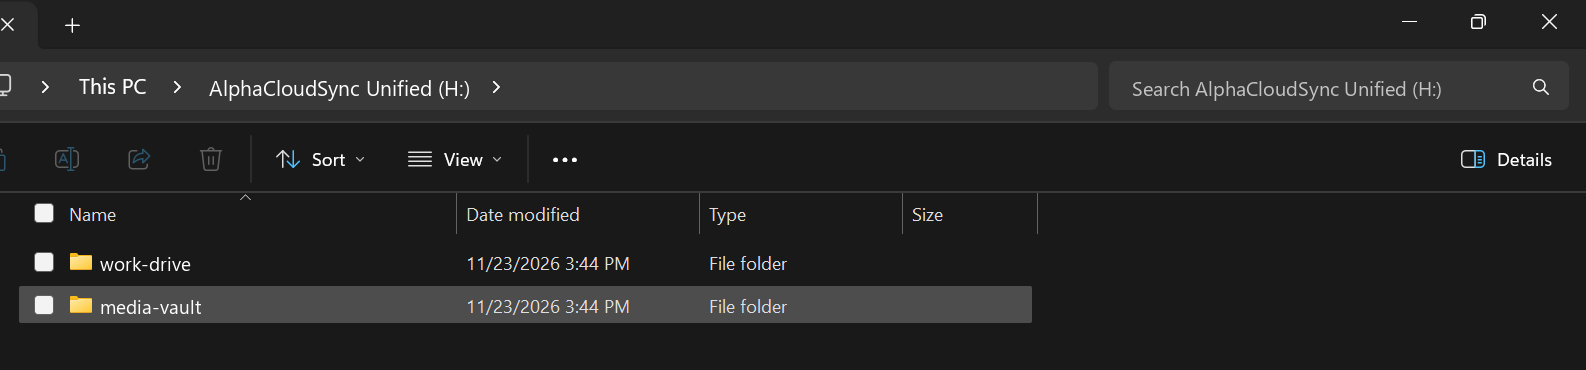 This PC > AlphaCloudSync Unified (H:) >
Search AlphaCloudSync Unified (H:)
Sort
View
Details
Name Date modified Type Size
work-drive 11/23/2026 3:44 PM File folder
media-vault 11/23/2026 3:44 PM File folder